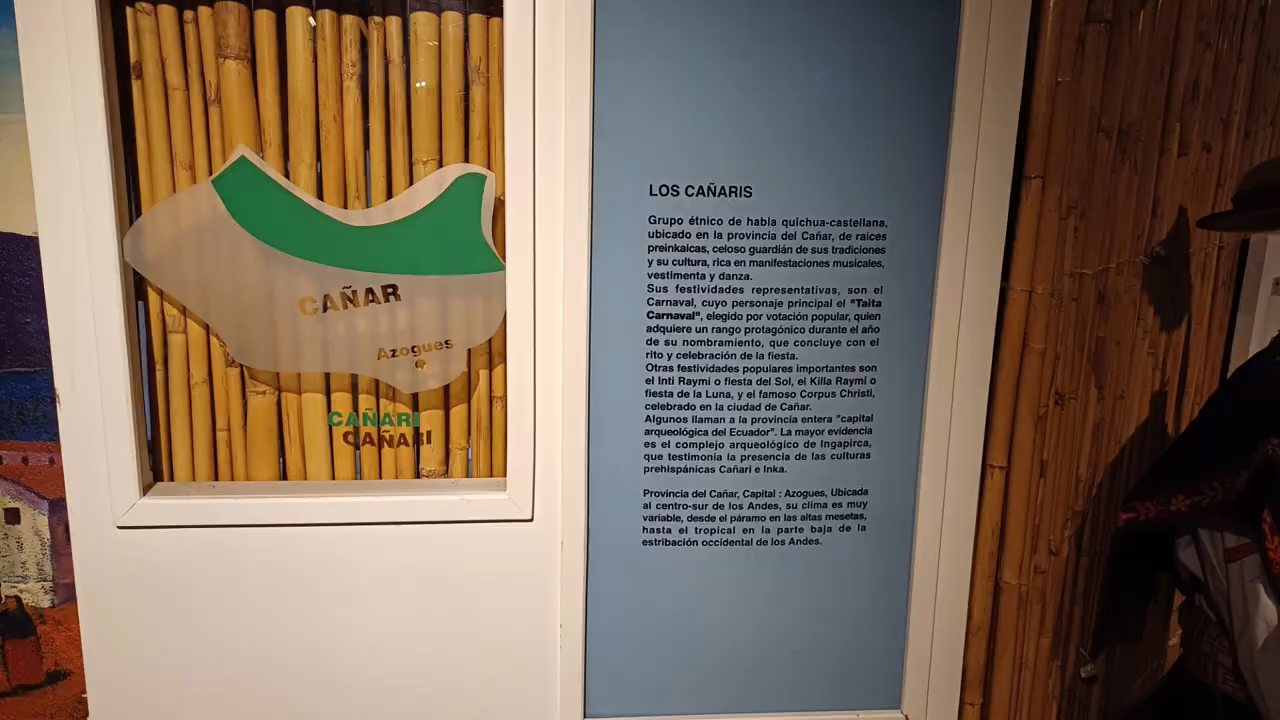 CAÑAR
Azogues
CAÑARI
CAÑARI
LOS CAÑARIS
Grupo étnico de habla quichua-castellana,
ubicado en la provincia del Cañar, de raíces
preinkaicas, celoso guardián de sus tradiciones
y su cultura, rica en manifestaciones musicales,
vestimenta y danza.
Sus festividades representativas, son el
Carnaval, cuyo personaje principal el "Taita
Carnaval", elegido por votación popular, quien
adquiere un rango protagónico durante el año
de su nombramiento, que concluye con el
rito y celebración de la fiesta.
Otras festividades populares importantes son
el Inti Raymi o fiesta del Sol, el Killa Raymi o
fiesta de la Luna, y el famoso Corpus Christi,
celebrado en la ciudad de Cañar.
Algunos llaman a la provincia entera "capital
arqueológica del Ecuador". La mayor evidencia
es el complejo arqueológico de Ingapirca,
que testimonia la presencia de las culturas
prehispánicas Cañari e Inka.
Provincia del Cañar, Capital : Azogues, Ubicada
al centro-sur de los Andes, su clima es muy
variable, desde el páramo en las altas mesetas,
hasta el tropical en la parte baja de la
estribación occidental de los Andes.